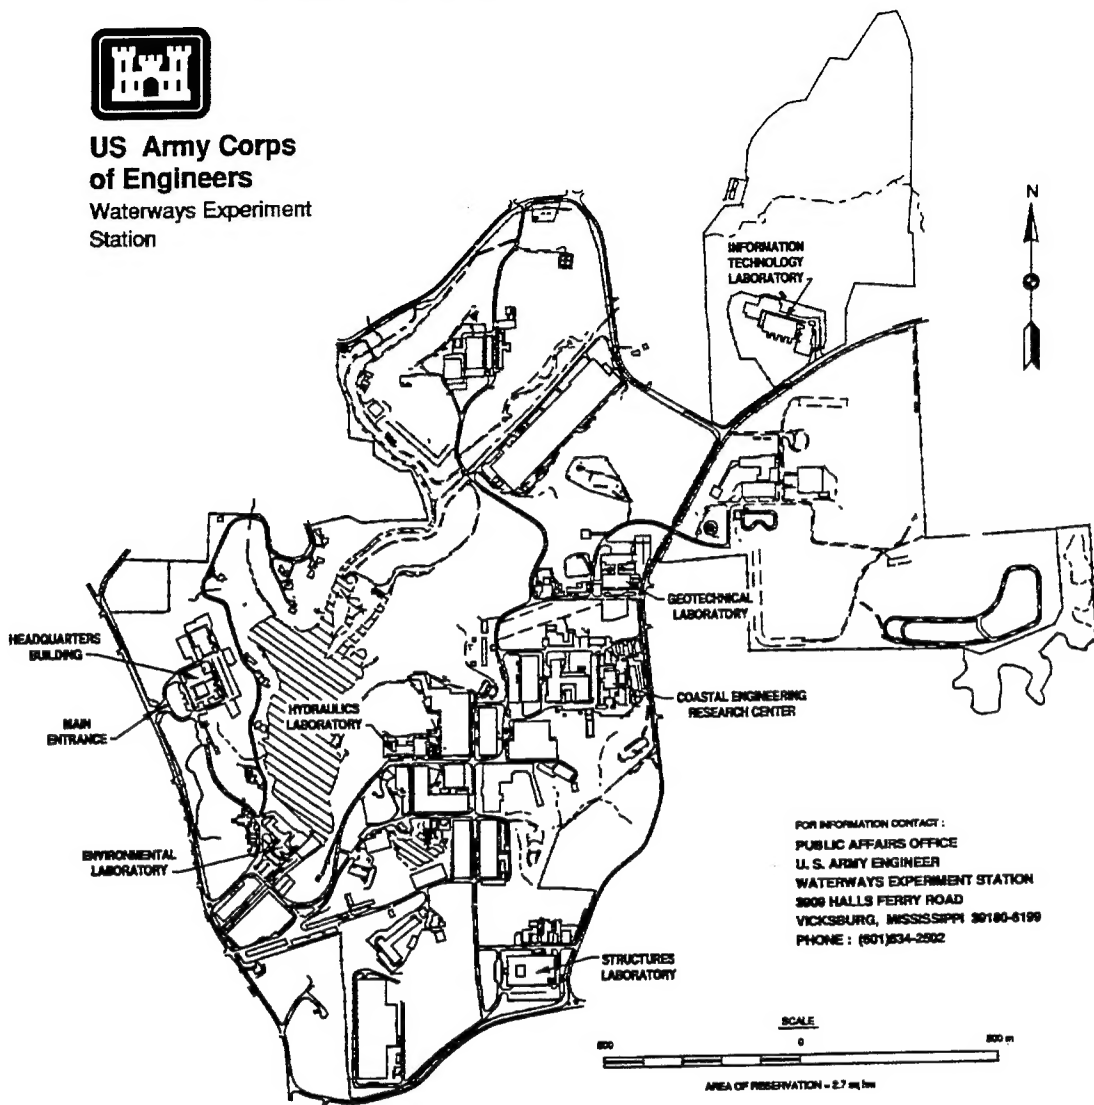 US Army Corps
of Engineers
Waterways Experiment
Station
N
INFORMATION
TECHNOLOGY
LABORATORY
GEOTECHNICAL
LABORATORY
HEADQUARTERS
BUILDING
MAIN
ENTRANCE
HYDRAULICS
LABORATORY
COASTAL ENGINEERING
RESEARCH CENTER
ENVIRONMENTAL
LABORATORY
FOR INFORMATION CONTACT :
PUBLIC AFFAIRS OFFICE
U. S. ARMY ENGINEER
WATERWAYS EXPERIMENT STATION
3909 HALLS FERRY ROAD
VICKSBURG, MISSISSIPPI 39180-6199
PHONE : (601)634-2502
STRUCTURES
LABORATORY
SCALE
0
m
AREA OF RESERVATION = 2.7 sq km